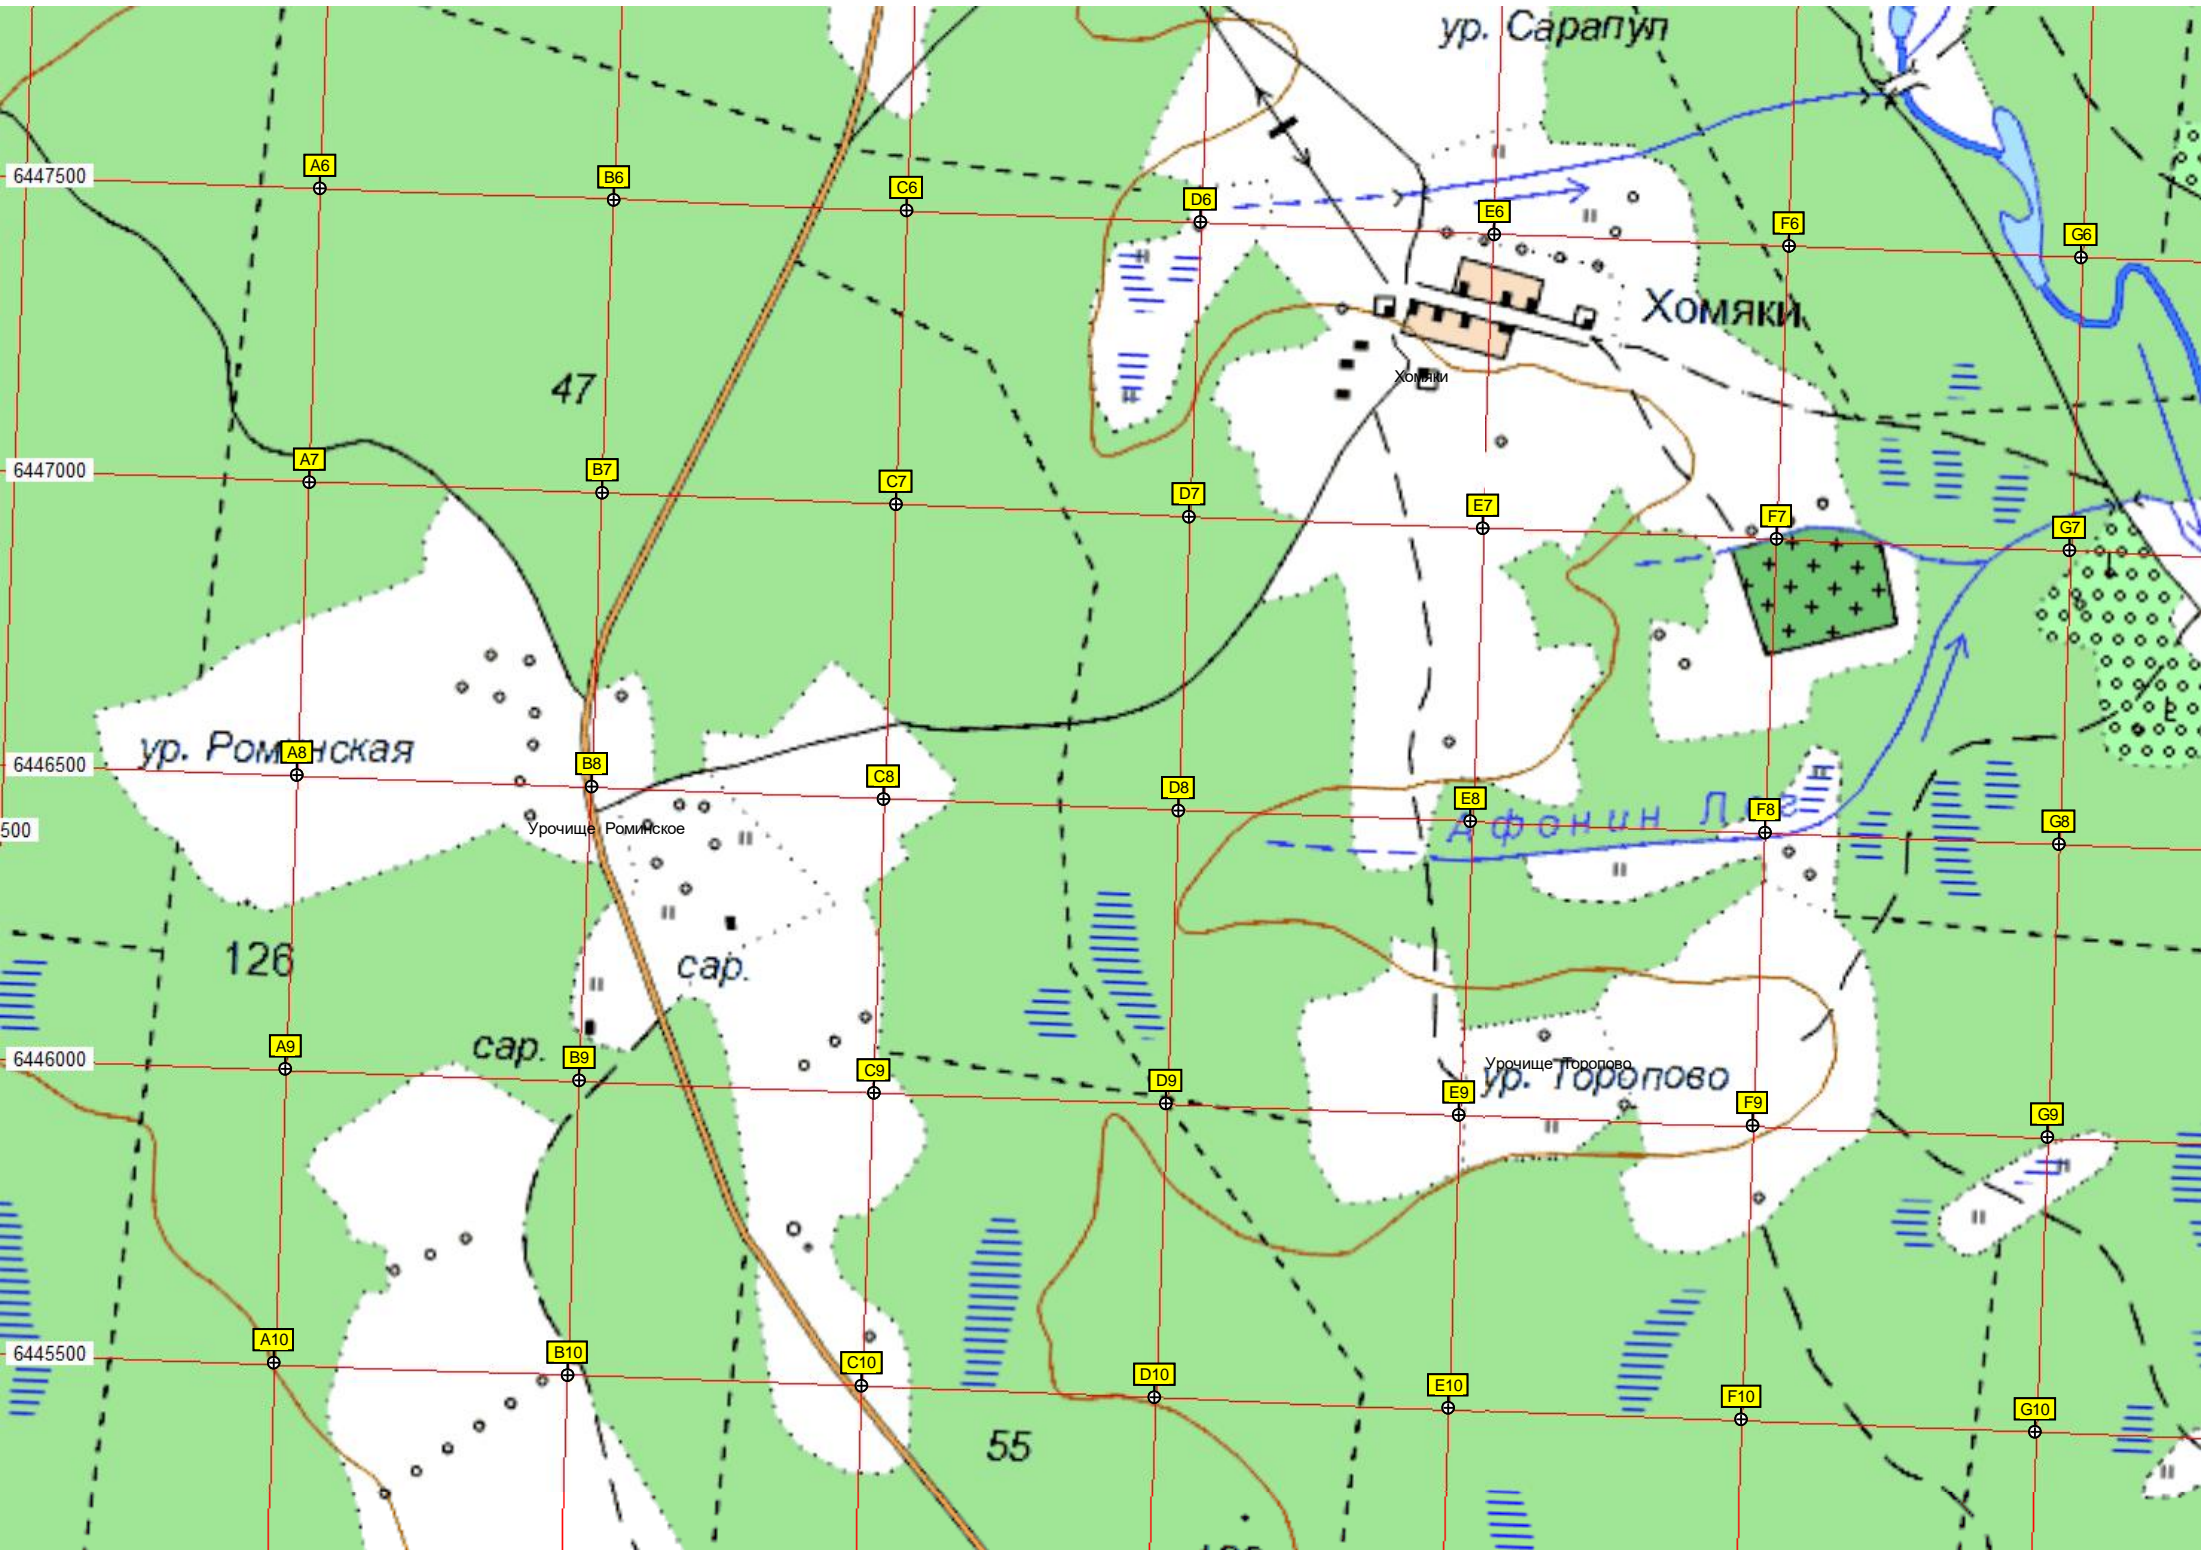 ур. Сарапул
6447500
A6
B6
C6
D6
E6
F6
G6
Хомяки
47
Хомяки
6447000
A7
B7
C7
D7
E7
F7
G7
ур. Роминская
6446500
A8
B8
C8
D8
E8
F8
G8
Афонин Лог
500
Урочище Роминское
126
сар.
сар.
6446000
A9
B9
C9
D9
E9
F9
G9
Урочище Торопово
ур. Торопово
6445500
A10
B10
C10
D10
E10
F10
G10
55